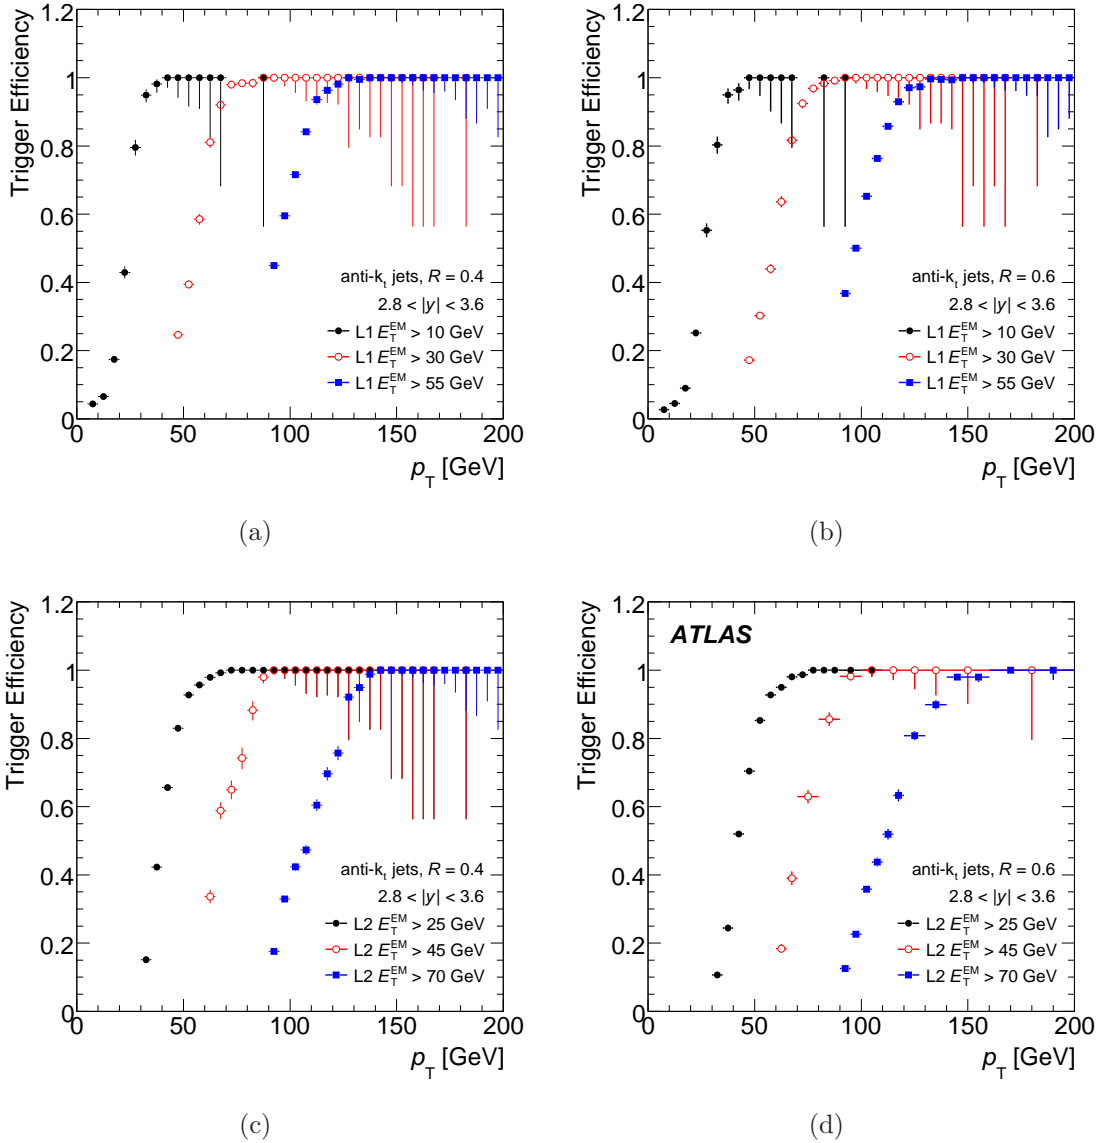 Trigger Efficiency
1.2
1
0.8
0.6
0.4
0.2
0
anti-kt jets, R = 0.4
2.8 < |y| < 3.6
L1 E_T^EM > 10 GeV
L1 E_T^EM > 30 GeV
L1 E_T^EM > 55 GeV
0 50 100 150 200
p_T [GeV]
(a)
Trigger Efficiency
1.2
1
0.8
0.6
0.4
0.2
0
anti-kt jets, R = 0.6
2.8 < |y| < 3.6
L1 E_T^EM > 10 GeV
L1 E_T^EM > 30 GeV
L1 E_T^EM > 55 GeV
0 50 100 150 200
p_T [GeV]
(b)
Trigger Efficiency
1.2
1
0.8
0.6
0.4
0.2
0
anti-kt jets, R = 0.4
2.8 < |y| < 3.6
L2 E_T^EM > 25 GeV
L2 E_T^EM > 45 GeV
L2 E_T^EM > 70 GeV
0 50 100 150 200
p_T [GeV]
(c)
Trigger Efficiency
1.2
1
0.8
0.6
0.4
0.2
0
ATLAS
anti-kt jets, R = 0.6
2.8 < |y| < 3.6
L2 E_T^EM > 25 GeV
L2 E_T^EM > 45 GeV
L2 E_T^EM > 70 GeV
0 50 100 150 200
p_T [GeV]
(d)